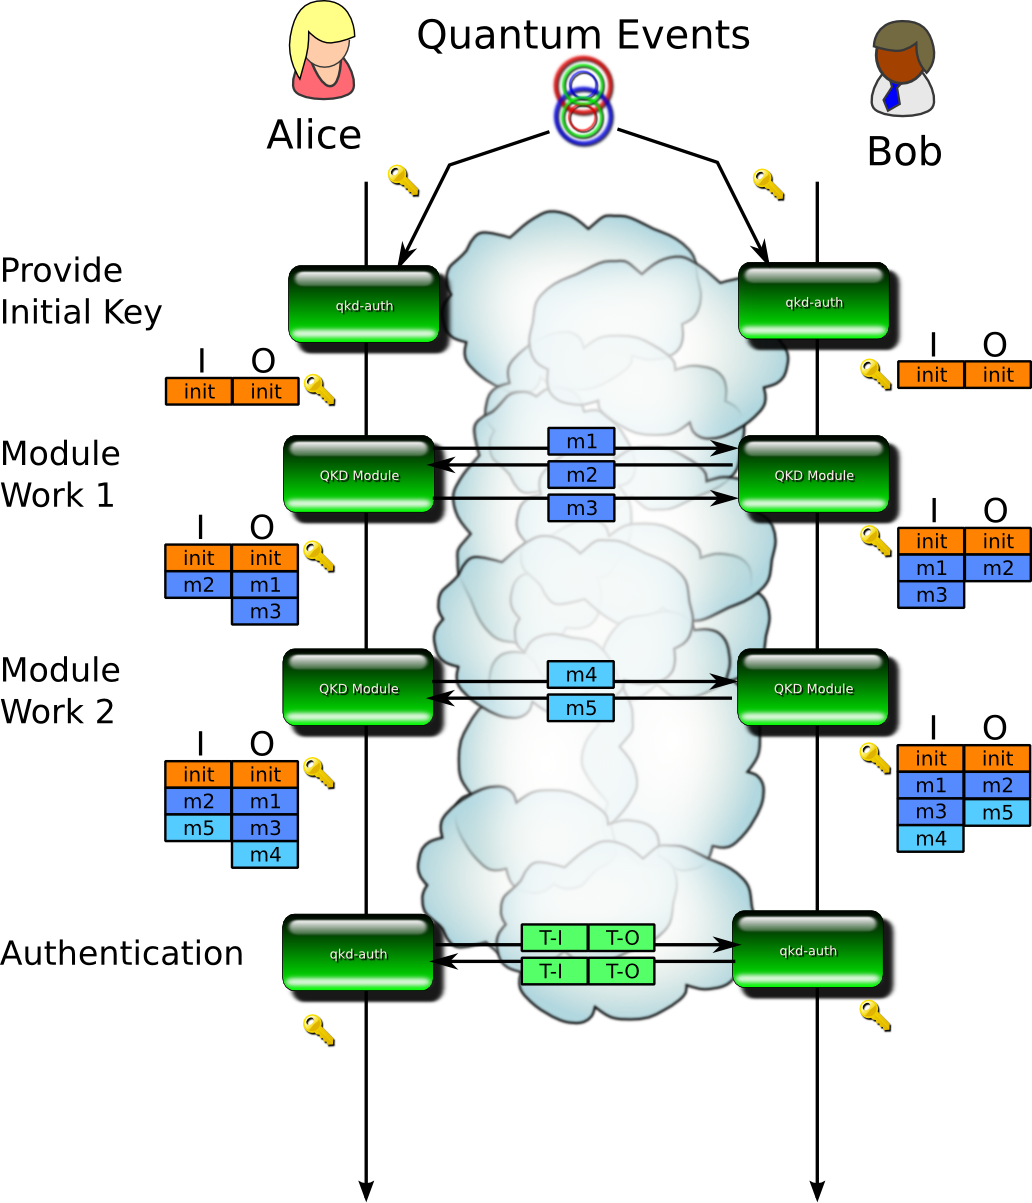 Quantum Events
Alice
Bob
Provide
Initial Key
qkd-auth
qkd-auth
I O
init init
I O
init init
Module
Work 1
QKD Module
m1
m2
m3
QKD Module
I O
init init
m2 m1
m3
I O
init init
m1 m2
m3
Module
Work 2
QKD Module
m4
m5
QKD Module
I O
init init
m2 m1
m5 m3
m4
I O
init init
m1 m2
m3 m5
m4
Authentication
qkd-auth
T-I T-O
T-I T-O
qkd-auth